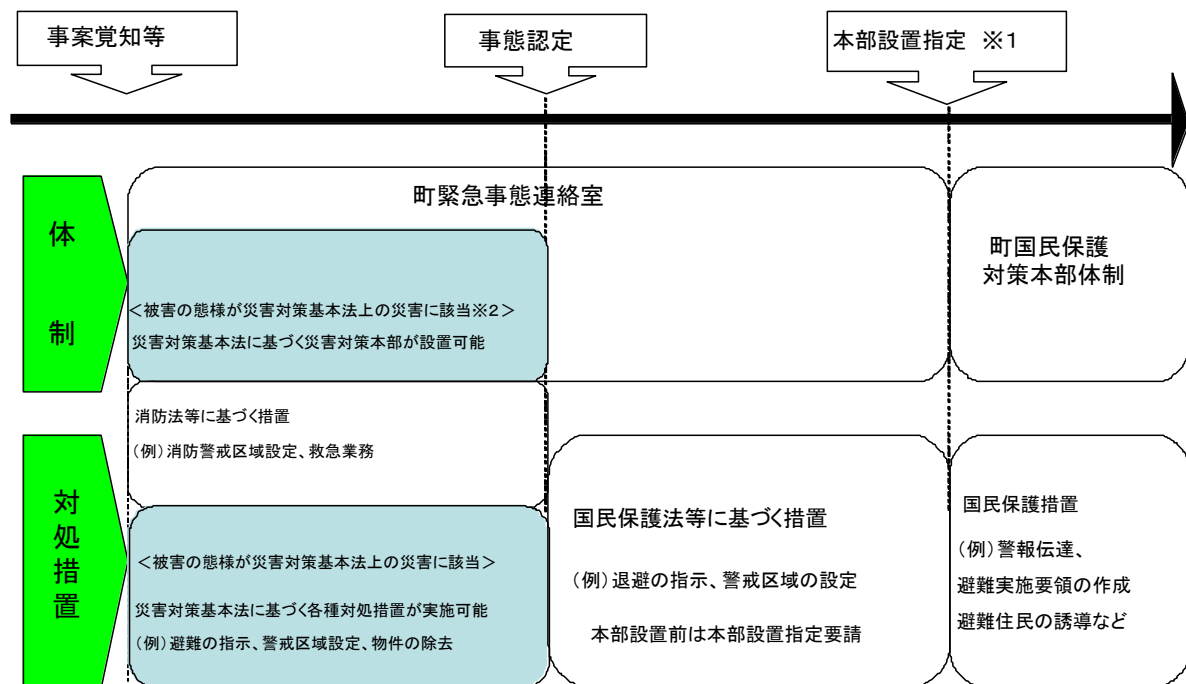 事案覚知等
事態認定
本部設置指定 ※1
体制
町緊急事態連絡室
<被害の態様が災害対策基本法上の災害に該当※2>
災害対策基本法に基づく災害対策本部が設置可能
町国民保護
対策本部体制
対処措置
消防法等に基づく措置
(例)消防警戒区域設定、救急業務
<被害の態様が災害対策基本法上の災害に該当>
災害対策基本法に基づく各種対処措置が実施可能
(例)避難の指示、警戒区域設定、物件の除去
国民保護法等に基づく措置
(例)退避の指示、警戒区域の設定
本部設置前は本部設置指定要請
国民保護措置
(例)警報伝達、
避難実施要領の作成
避難住民の誘導など